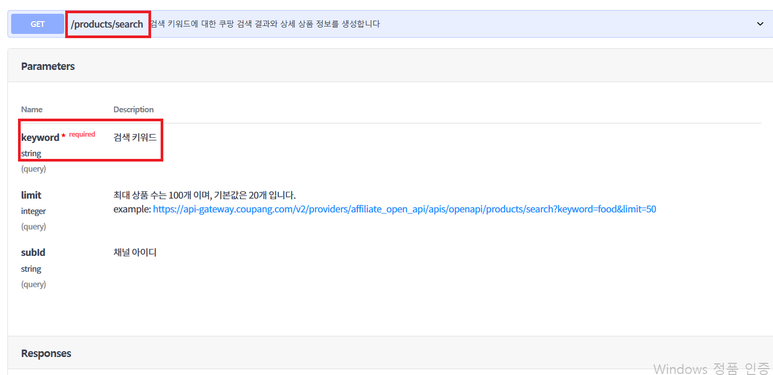 GET /products/search 검색 키워드에 대한 쿠팡 검색 결과와 상세 상품 정보를 생성합니다
Parameters
Name Description
keyword * required 검색 키워드
string
(query)
limit 최대 상품 수는 100개 이며, 기본값은 20개 입니다.
integer example: https://api-gateway.coupang.com/v2/providers/affiliate_open_api/apis/openapi/products/search?keyword=food&limit=50
(query)
subId 채널 아이디
string
(query)
Responses
Windows 정품 인증